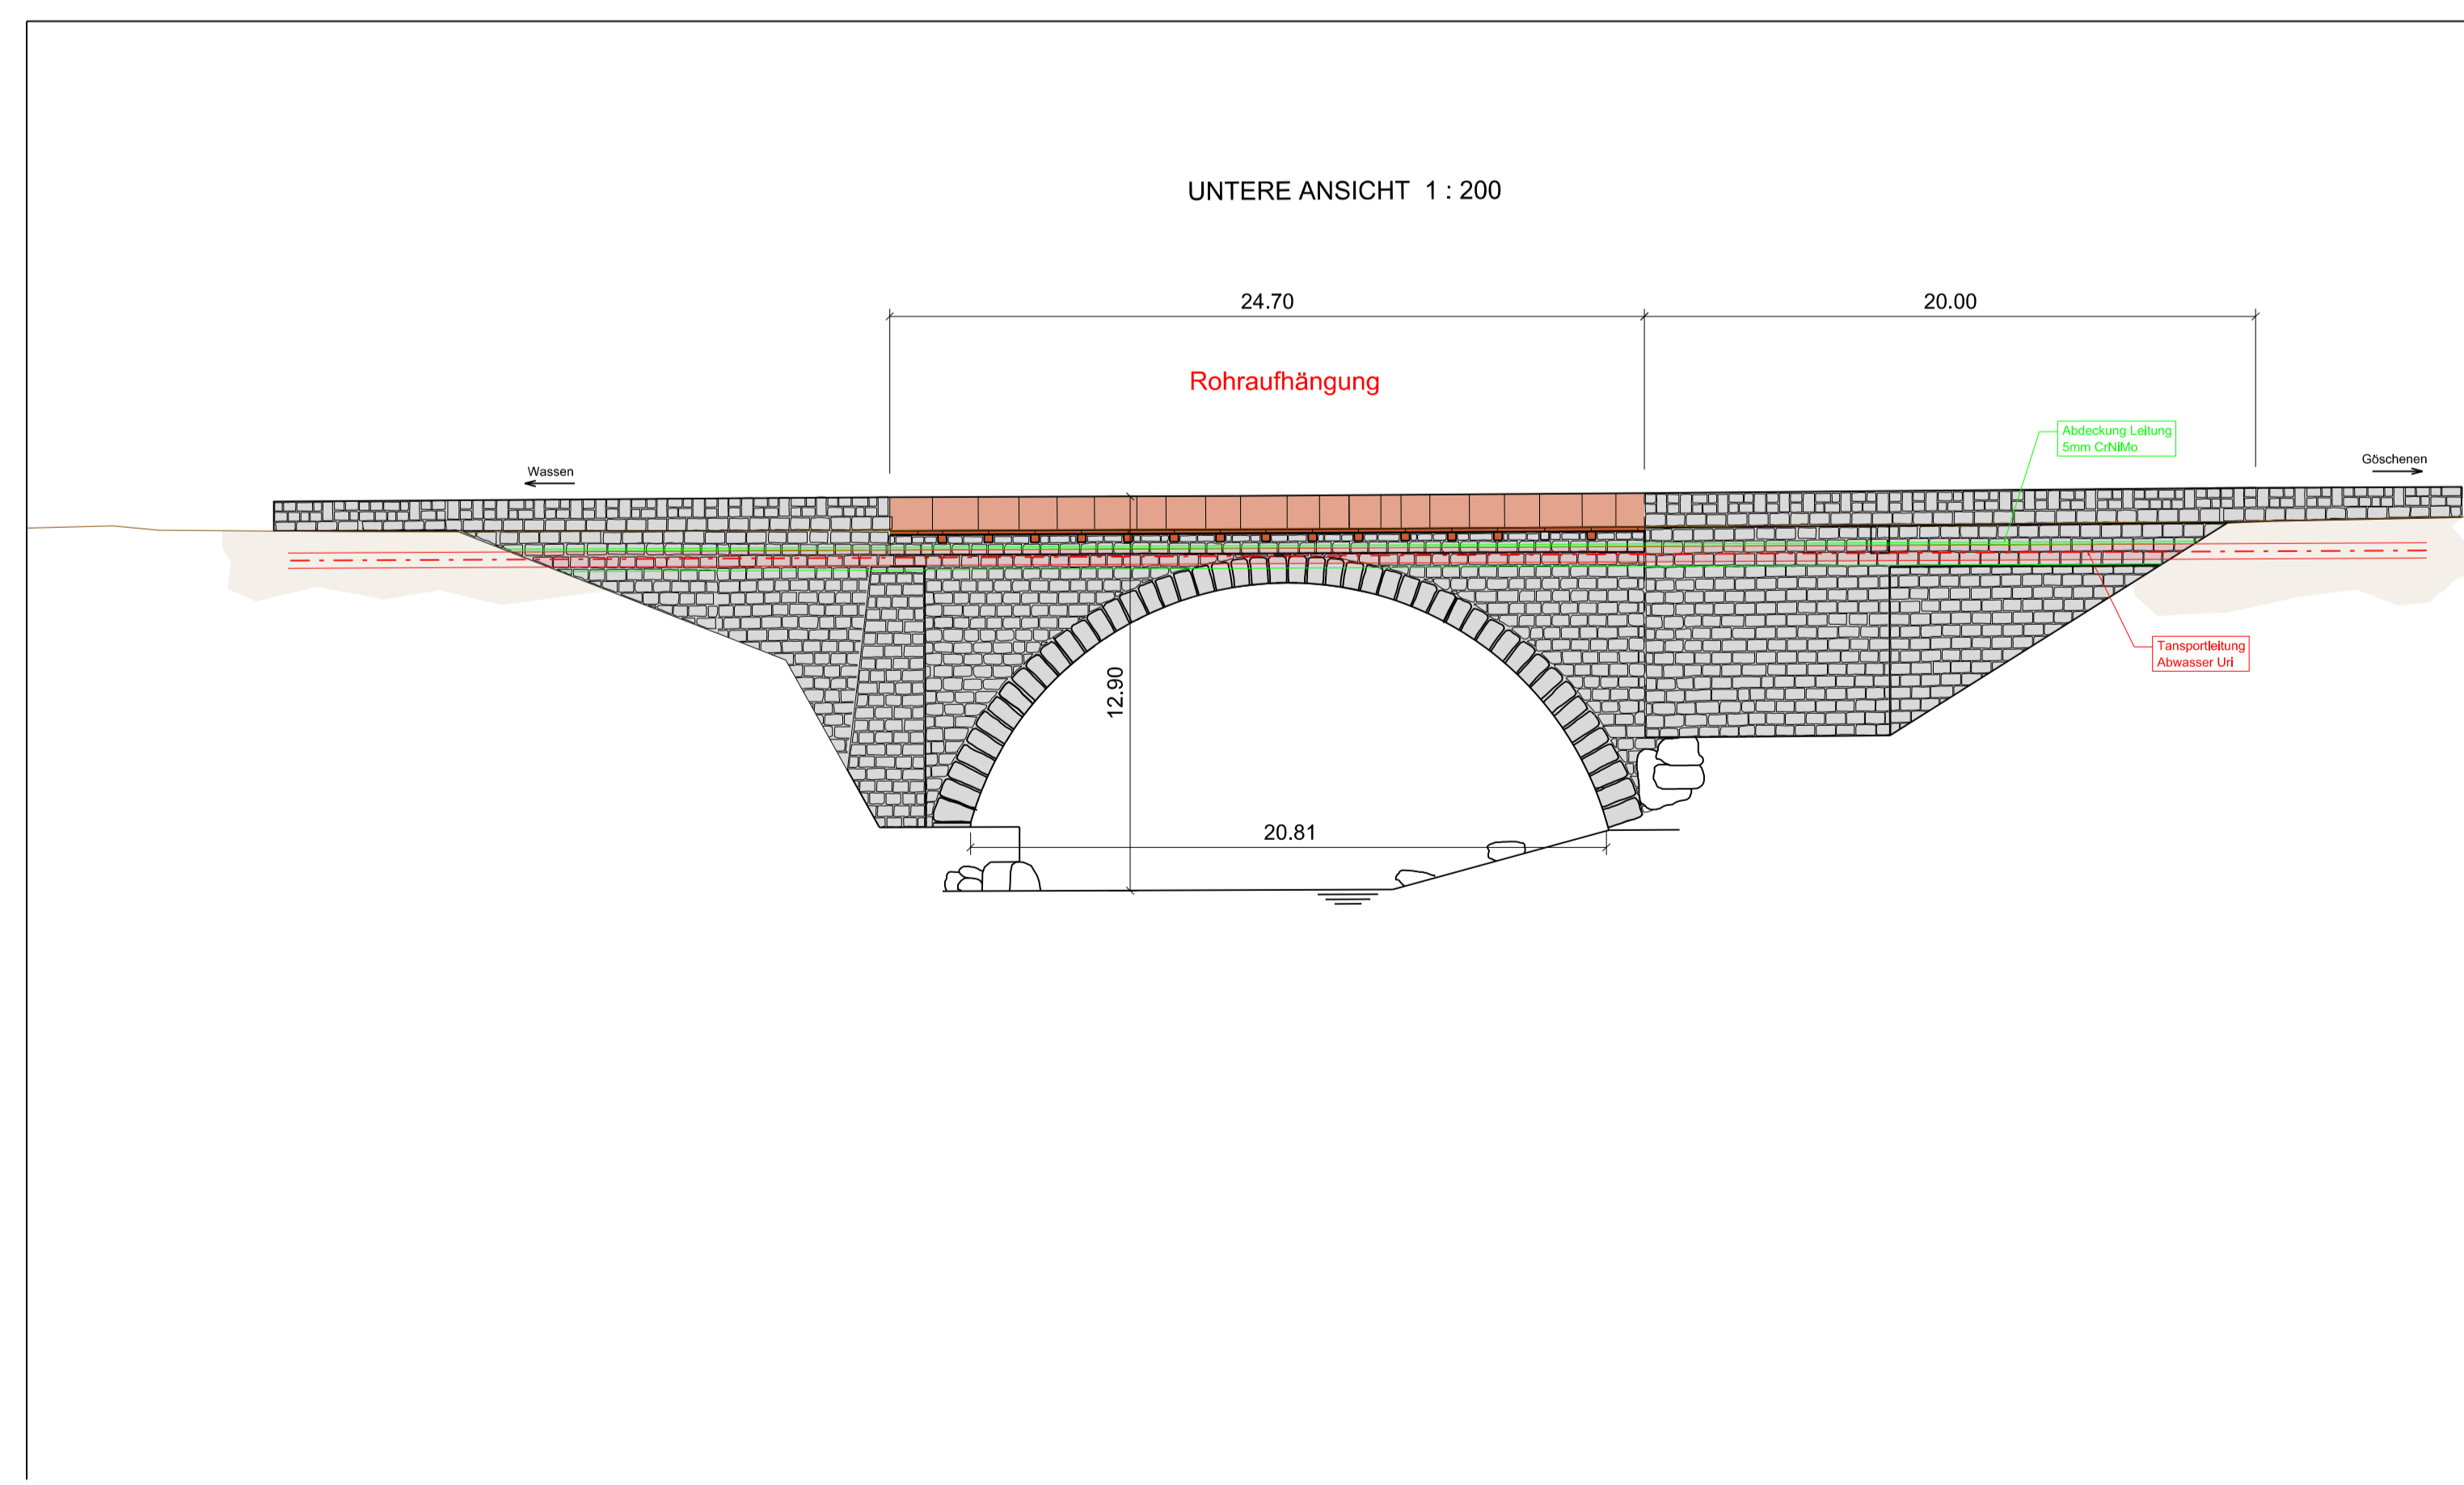 UNTERE ANSICHT 1 : 200
24.70
20.00
Rohraufhängung
Abdeckung Leitung
5mm CrNiMo
Wassen
Göschenen
Tansportleitung
Abwasser Uri
12.90
20.81